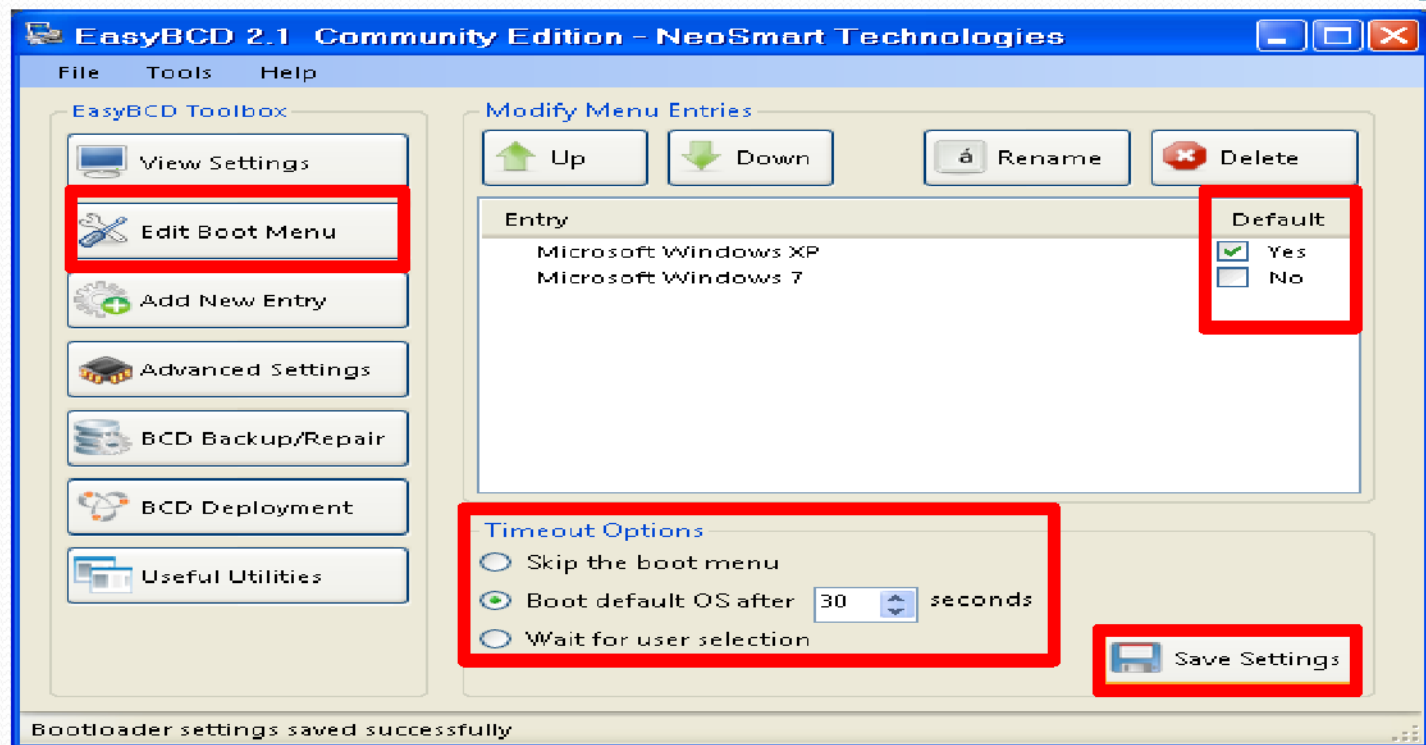 EasyBCD 2.1 Community Edition - NeoSmart Technologies
File Tools Help
EasyBCD Toolbox
View Settings
Edit Boot Menu
Add New Entry
Advanced Settings
BCD Backup/Repair
BCD Deployment
Useful Utilities
Modify Menu Entries
Up Down á Rename Delete
Entry Default
Microsoft Windows XP Yes
Microsoft Windows 7 No
Timeout Options
Skip the boot menu
Boot default OS after 30 seconds
Wait for user selection
Save Settings
Bootloader settings saved successfully